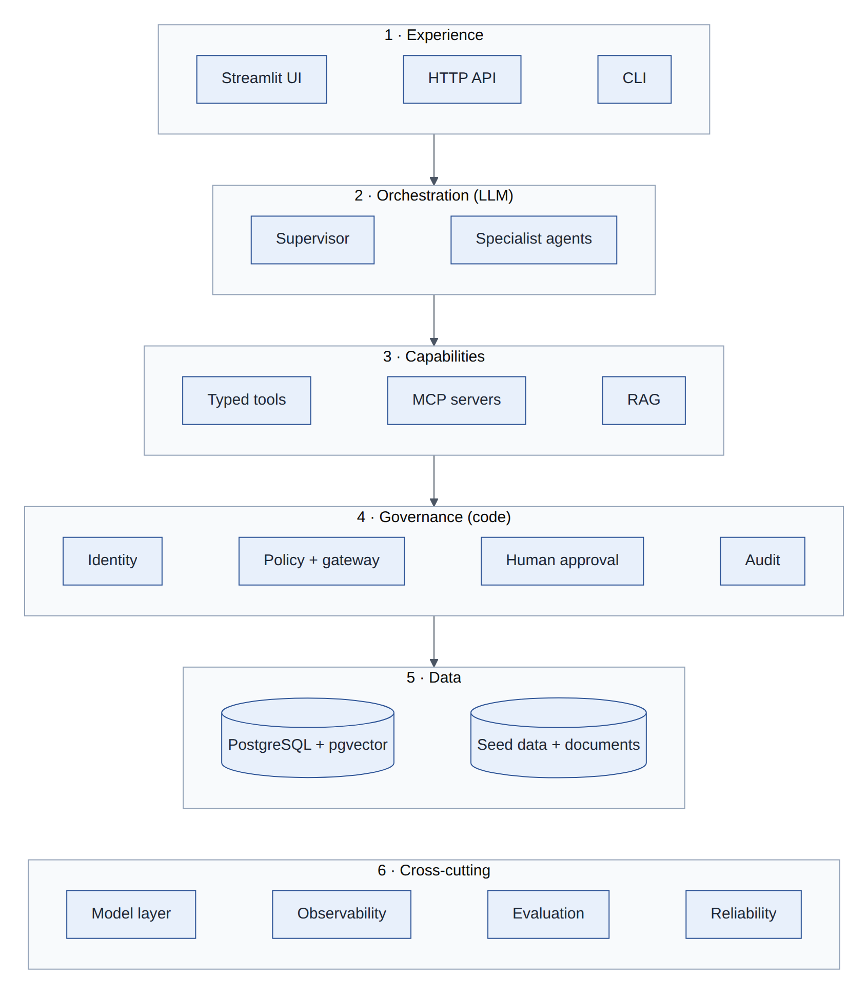 1 · Experience
Streamlit UI
HTTP API
CLI
2 · Orchestration (LLM)
Supervisor
Specialist agents
3 · Capabilities
Typed tools
MCP servers
RAG
4 · Governance (code)
Identity
Policy + gateway
Human approval
Audit
5 · Data
PostgreSQL + pgvector
Seed data + documents
6 · Cross-cutting
Model layer
Observability
Evaluation
Reliability